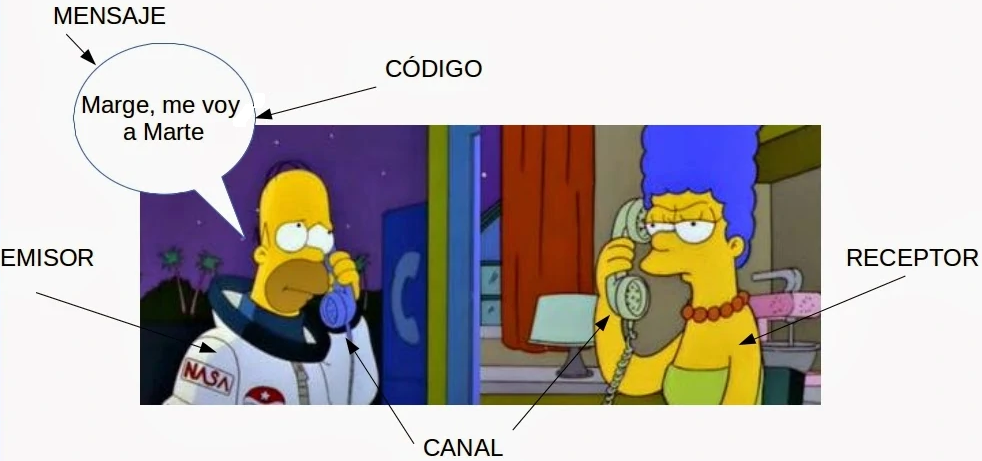 MENSAJE
CÓDIGO
Marge, me voy
a Marte
EMISOR
RECEPTOR
NASA
CANAL